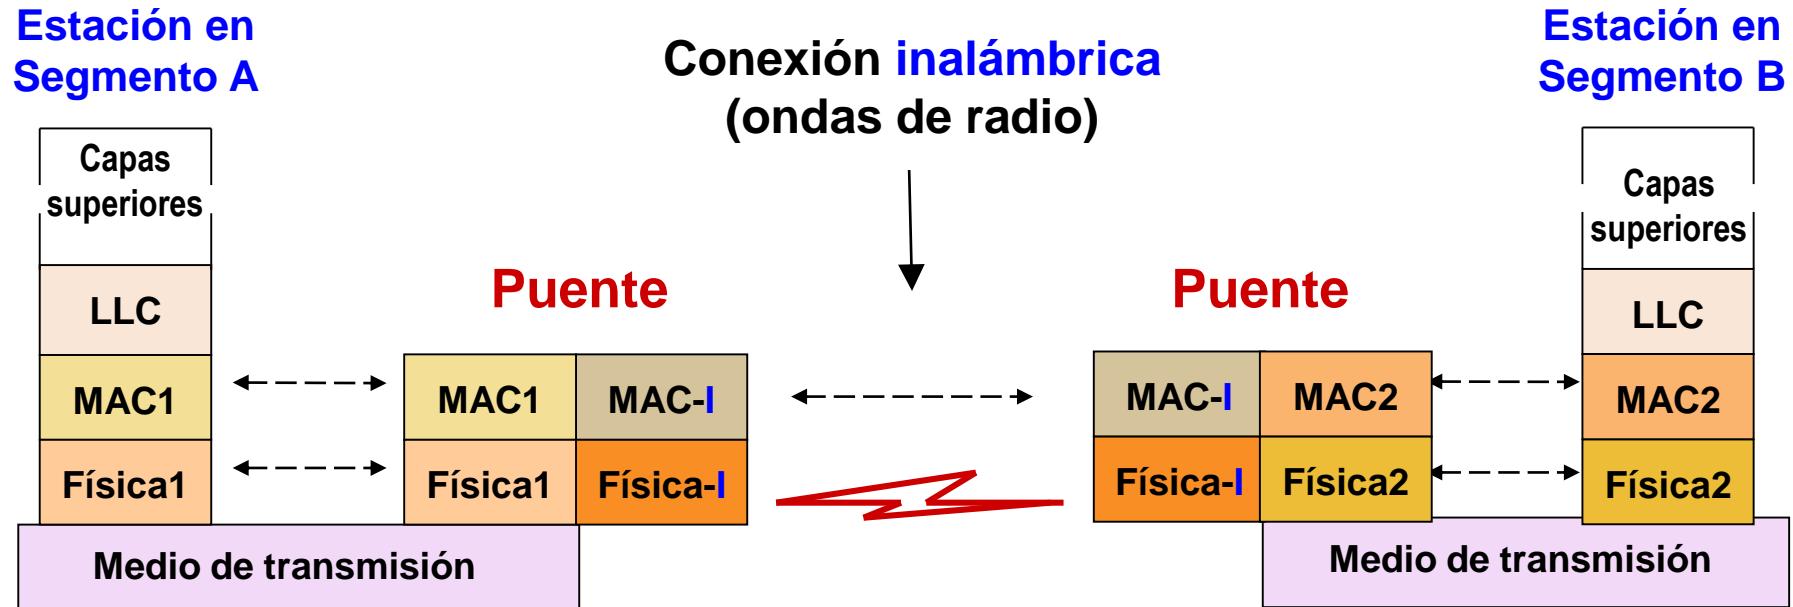 Estación en
Segmento A
Conexión inalámbrica
(ondas de radio)
Estación en
Segmento B
Capas
superiores
LLC
MAC1
Física1
Puente
MAC1
MAC-I
Física1
Física-I
Medio de transmisión
Puente
MAC-I
MAC2
Física-I
Física2
Capas
superiores
LLC
MAC2
Física2
Medio de transmisión